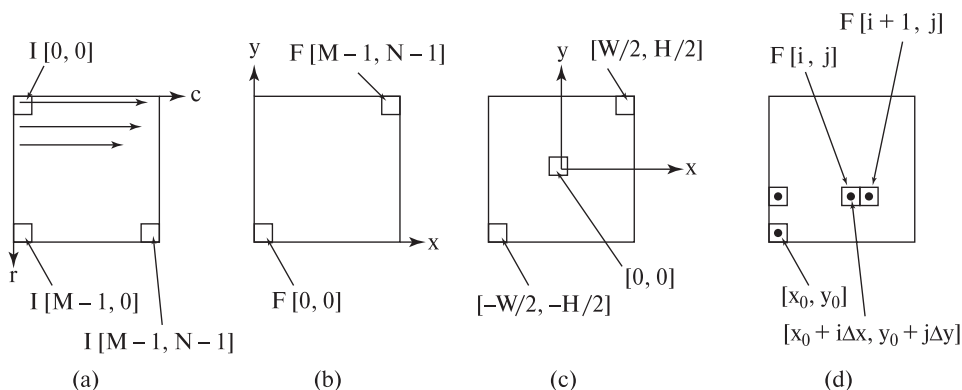 I [0, 0]
c
r
I [M – 1, 0]
I [M – 1, N – 1]
(a)
y
F [M – 1, N – 1]
x
F [0, 0]
(b)
y
[W/2, H/2]
x
[0, 0]
[–W/2, –H/2]
(c)
F [i + 1, j]
F [i, j]
[x₀, y₀]
[x₀ + iΔx, y₀ + jΔy]
(d)